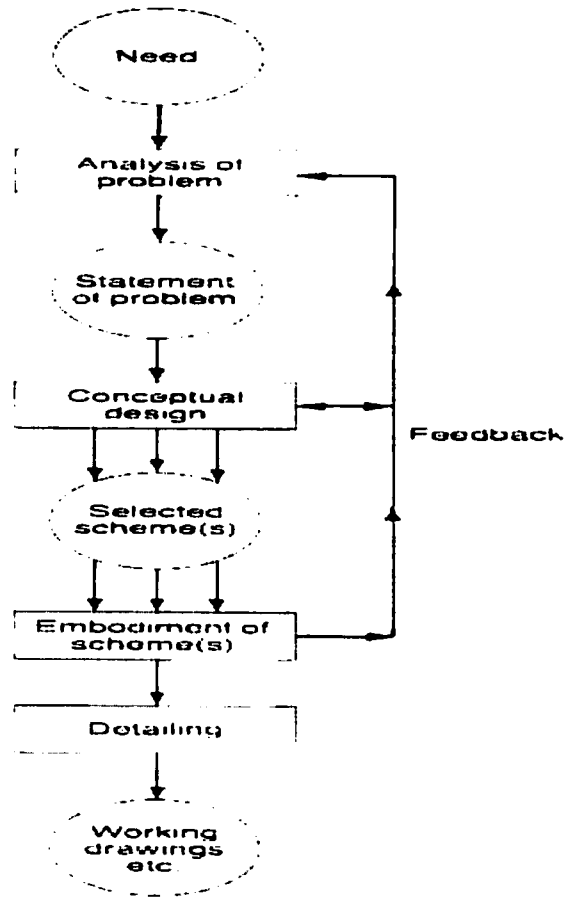 Need
Analysis of
problem
Statement
of problem
Conceptual
design
Feedback
Selected
scheme(s)
Embodiment of
scheme(s)
Detailing
Working
drawings
etc